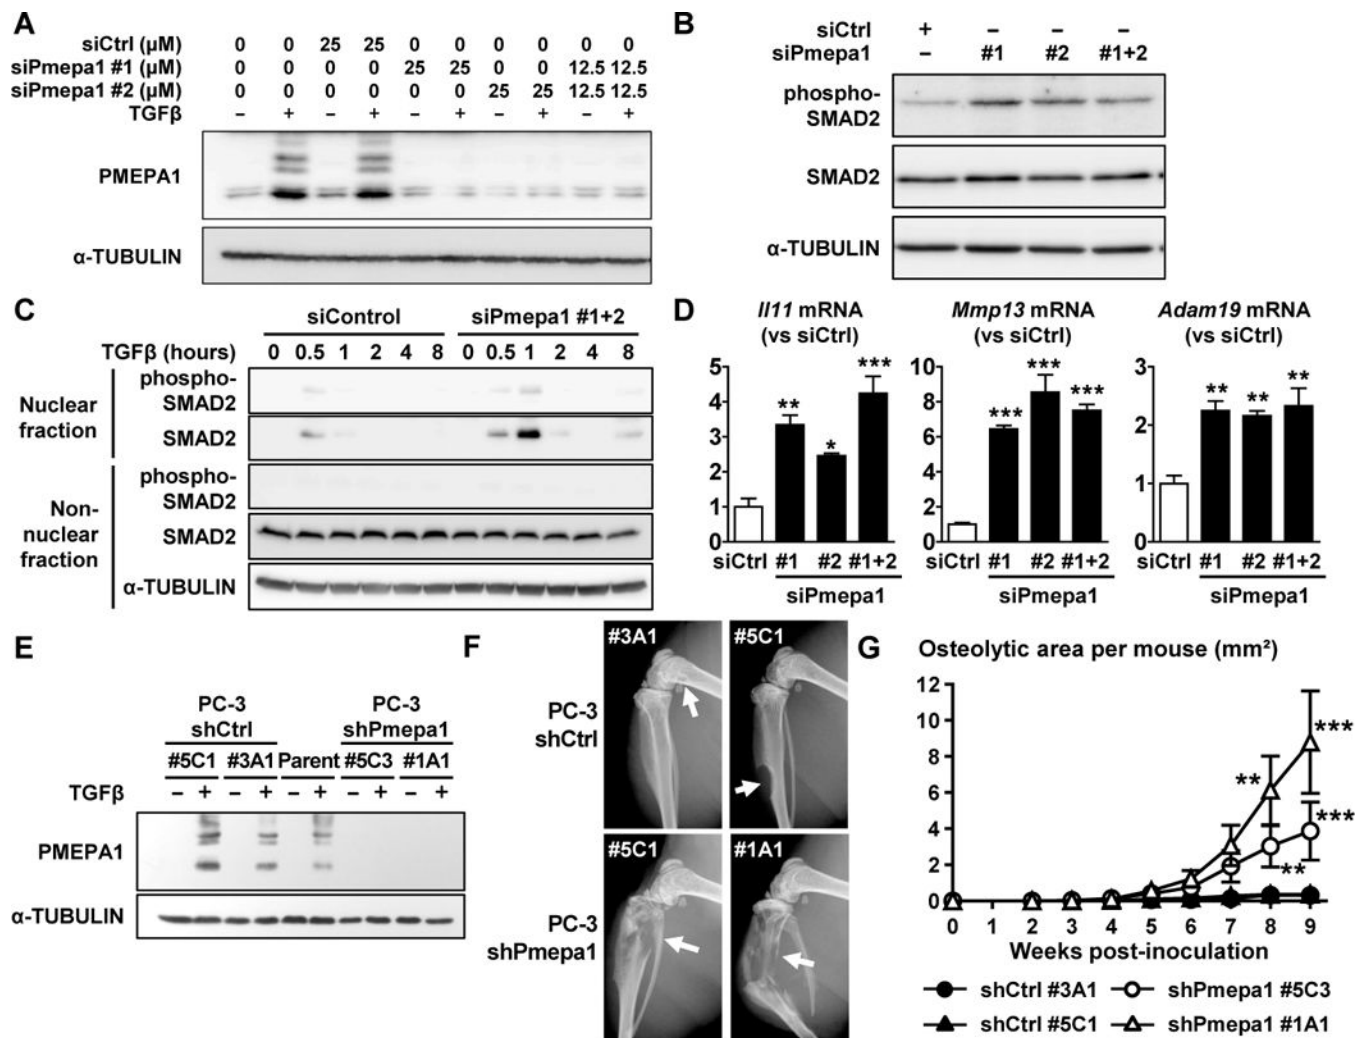 A
siCtrl (μM) 0 0 25 25 0 0 0 0 0 0
siPmepa1 #1 (μM) 0 0 0 0 25 25 0 0 12.5 12.5
siPmepa1 #2 (μM) 0 0 0 0 0 0 25 25 12.5 12.5
TGFβ – + – + – + – + – +
PMEPA1
α-TUBULIN
B
siCtrl + – – –
siPmepa1 – #1 #2 #1+2
phospho-
SMAD2
SMAD2
α-TUBULIN
C
siControl siPmepa1 #1+2
TGFβ (hours) 0 0.5 1 2 4 8 0 0.5 1 2 4 8
Nuclear
fraction
phospho-
SMAD2
SMAD2
Non-
nuclear
fraction
phospho-
SMAD2
SMAD2
α-TUBULIN
D
Il11 mRNA
(vs siCtrl)
5
4
3
2
1
0
** * ***
siCtrl #1 #2 #1+2
siPmepa1
Mmp13 mRNA
(vs siCtrl)
10
8
6
4
2
0
*** *** ***
siCtrl #1 #2 #1+2
siPmepa1
Adam19 mRNA
(vs siCtrl)
3
2
1
0
** ** **
siCtrl #1 #2 #1+2
siPmepa1
E
PC-3
shCtrl
PC-3
shPmepa1
#5C1 #3A1 Parent #5C3 #1A1
TGFβ – + – + – + – + – +
PMEPA1
α-TUBULIN
F
PC-3
shCtrl
#3A1
#5C1
PC-3
shPmepa1
#5C1
#1A1
G
Osteolytic area per mouse (mm²)
12
10
8
6
4
2
0
***
**
***
**
0 1 2 3 4 5 6 7 8 9
Weeks post-inoculation
shCtrl #3A1
shPmepa1 #5C3
shCtrl #5C1
shPmepa1 #1A1